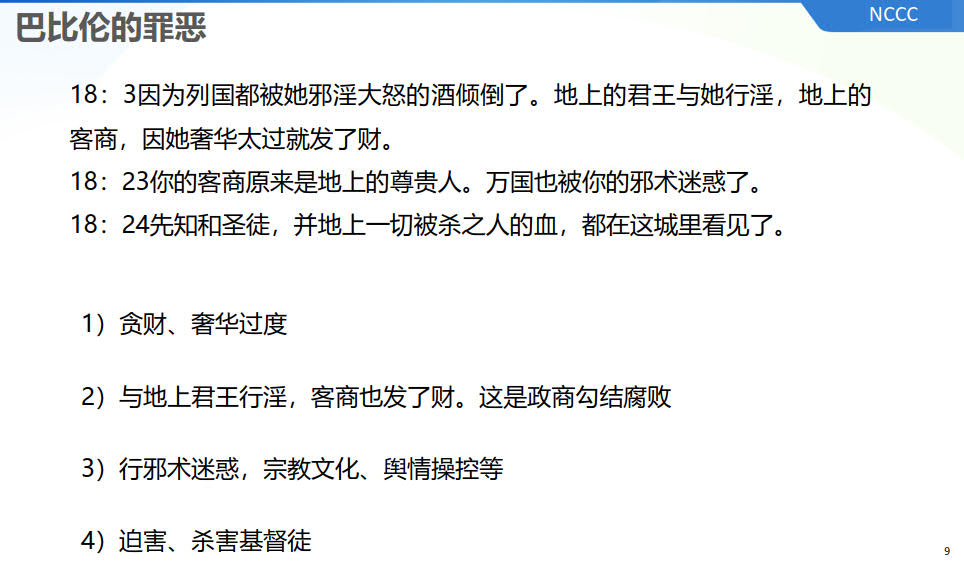 巴比伦的罪恶
NCCC
18：3因为列国都被她邪淫大怒的酒倾倒了。地上的君王与她行淫，地上的
客商，因她奢华太过就发了财。
18：23你的客商原来是地上的尊贵人。万国也被你的邪术迷惑了。
18：24先知和圣徒，并地上一切被杀之人的血，都在这城里看见了。
1）贪财、奢华过度
2）与地上君王行淫，客商也发了财。这是政商勾结腐败
3）行邪术迷惑，宗教文化、舆情操控等
4）迫害、杀害基督徒
9